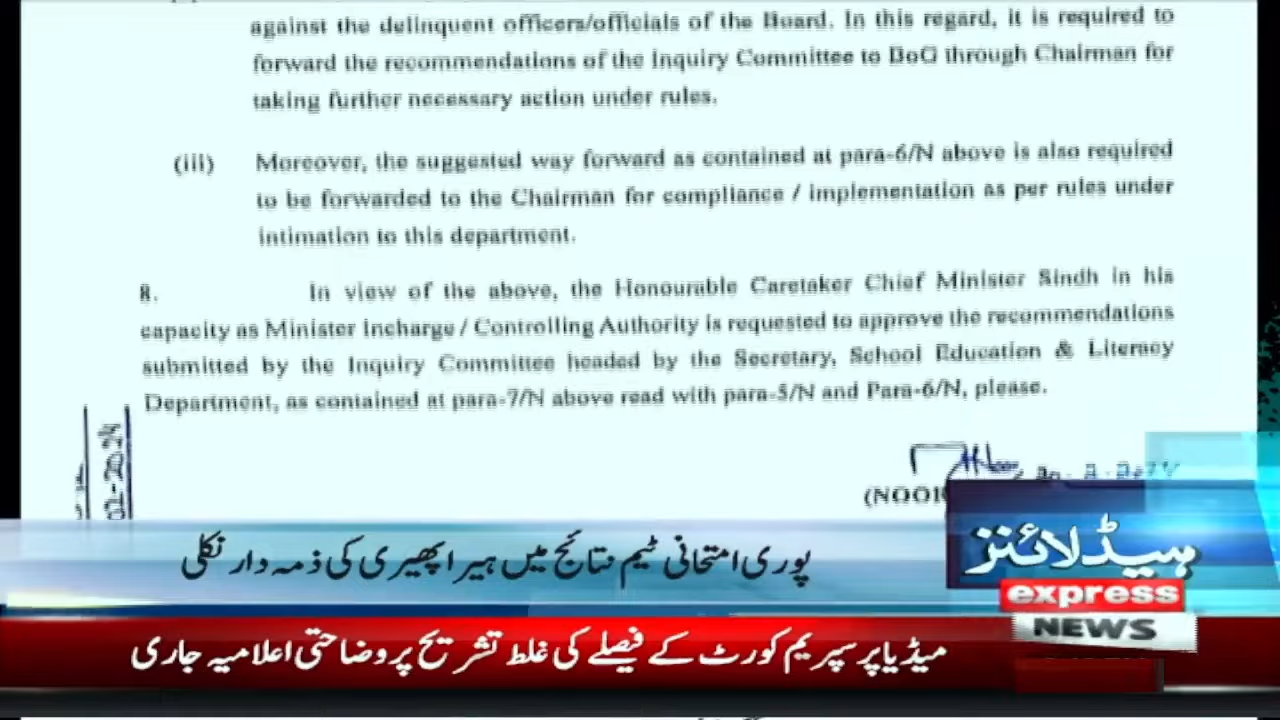 against the delinquent officers/officials of the Board. In this regard, it is required to
forward the recommendations of the Inquiry Committee to BoG through Chairman for
taking further necessary action under rules.
(iii) Moreover, the suggested way forward as contained at para-6/N above is also required
to be forwarded to the Chairman for compliance / implementation as per rules under
intimation to this department.
8. In view of the above, the Honourable Caretaker Chief Minister Sindh in his
capacity as Minister Incharge / Controlling Authority is requested to approve the recommendations
submitted by the Inquiry Committee headed by the Secretary, School Education & Literacy
Department, as contained at para-7/N above read with para-5/N and Para-6/N, please.
02-2024
(NOOR
پوری امتحانی ٹیم نتائج میں ہیرا پھیری کی ذمہ دار نکلی
ہیڈلائنز
express
NEWS
میڈیا پر سپریم کورٹ کے فیصلے کی غلط تشریح پر وضاحتی اعلامیہ جاری